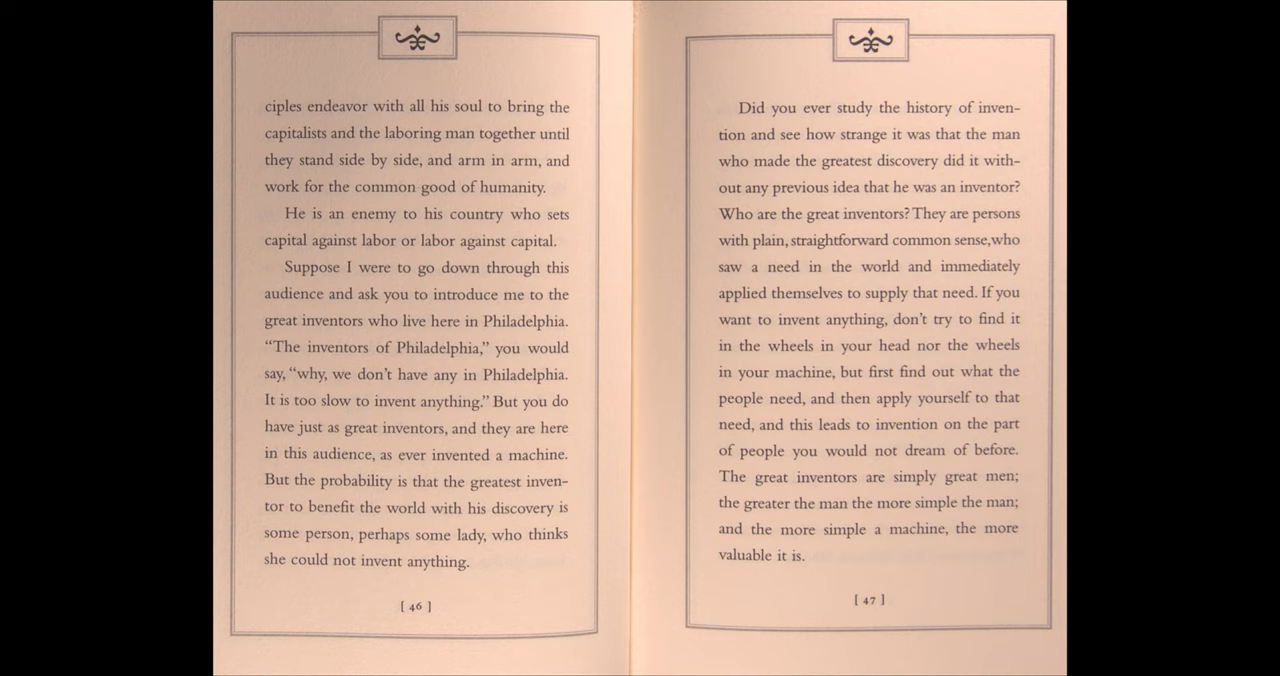 ciples endeavor with all his soul to bring the
capitalists and the laboring man together until
they stand side by side, and arm in arm, and
work for the common good of humanity.
He is an enemy to his country who sets
capital against labor or labor against capital.
Suppose I were to go down through this
audience and ask you to introduce me to the
great inventors who live here in Philadelphia.
“The inventors of Philadelphia,” you would
say, “why, we don’t have any in Philadelphia.
It is too slow to invent anything.” But you do
have just as great inventors, and they are here
in this audience, as ever invented a machine.
But the probability is that the greatest inven-
tor to benefit the world with his discovery is
some person, perhaps some lady, who thinks
she could not invent anything.
[ 46 ]
Did you ever study the history of inven-
tion and see how strange it was that the man
who made the greatest discovery did it with-
out any previous idea that he was an inventor?
Who are the great inventors? They are persons
with plain, straightforward common sense, who
saw a need in the world and immediately
applied themselves to supply that need. If you
want to invent anything, don’t try to find it
in the wheels in your head nor the wheels
in your machine, but first find out what the
people need, and then apply yourself to that
need, and this leads to invention on the part
of people you would not dream of before.
The great inventors are simply great men;
the greater the man the more simple the man;
and the more simple a machine, the more
valuable it is.
[ 47 ]